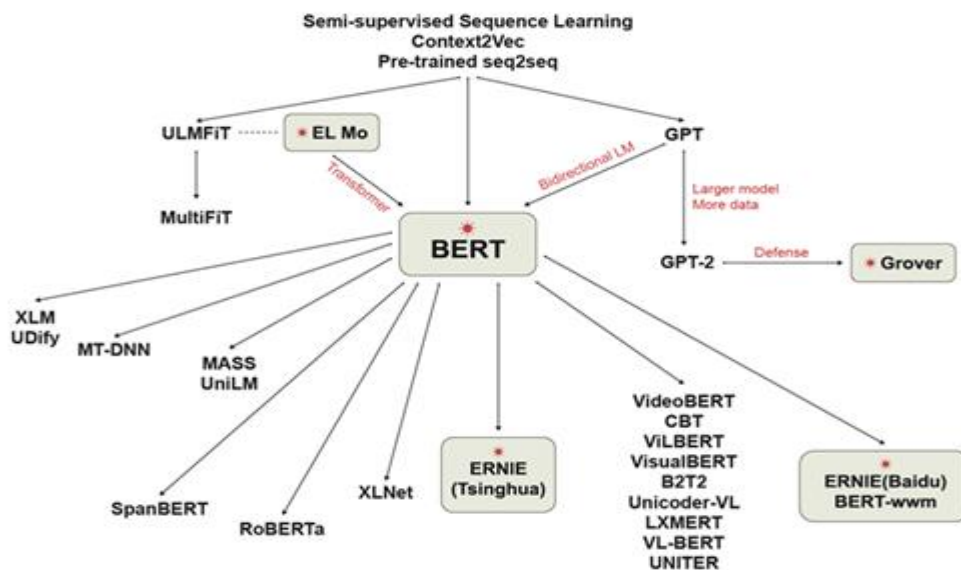 Semi-supervised Sequence Learning
Context2Vec
Pre-trained seq2seq
ULMFiT
EL Mo
GPT
Transformer
Bidirectional LM
Larger model
More data
MultiFiT
BERT
GPT-2
Defense
Grover
XLM
UDify
MT-DNN
MASS
UniLM
SpanBERT
RoBERTa
XLNet
ERNIE
(Tsinghua)
VideoBERT
CBT
ViLBERT
VisualBERT
B2T2
Unicoder-VL
LXMERT
VL-BERT
UNITER
ERNIE(Baidu)
BERT-wwm